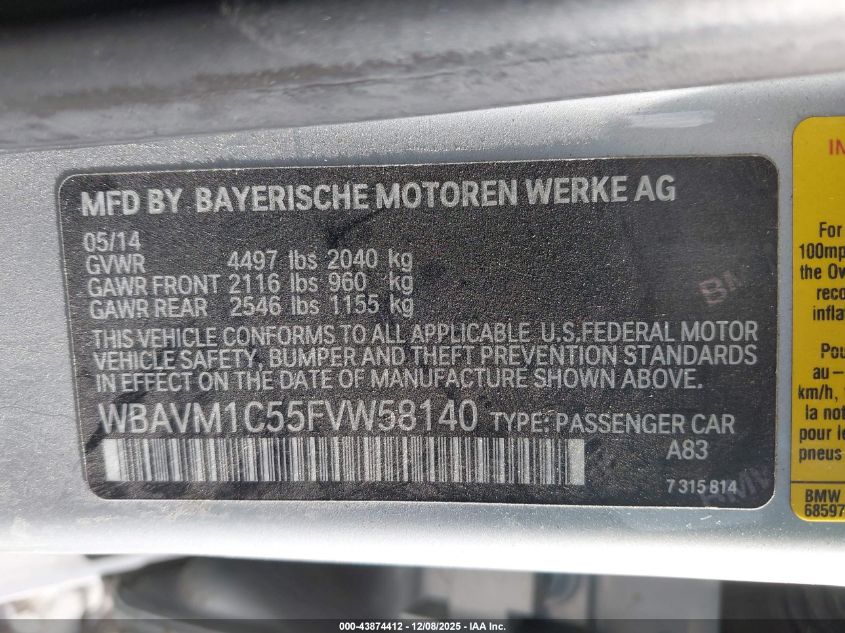 MFD BY BAYERISCHE MOTOREN WERKE AG
05/14
GVWR 4497 lbs 2040 kg
GAWR FRONT 2116 lbs 960 kg
GAWR REAR 2546 lbs 1155 kg
THIS VEHICLE CONFORMS TO ALL APPLICABLE U.S.FEDERAL MOTOR
VEHICLE SAFETY, BUMPER AND THEFT PREVENTION STANDARDS
IN EFFECT ON THE DATE OF MANUFACTURE SHOWN ABOVE.
WBAVM1C55FVW58140 TYPE: PASSENGER CAR
A83
7 315 814
For
100mp
the Ow
reco
infla
Pou
au-
km/h,
la not
pour le
pneus
BMW
68597
000-43874412 - 12/08/2025 - IAA Inc.